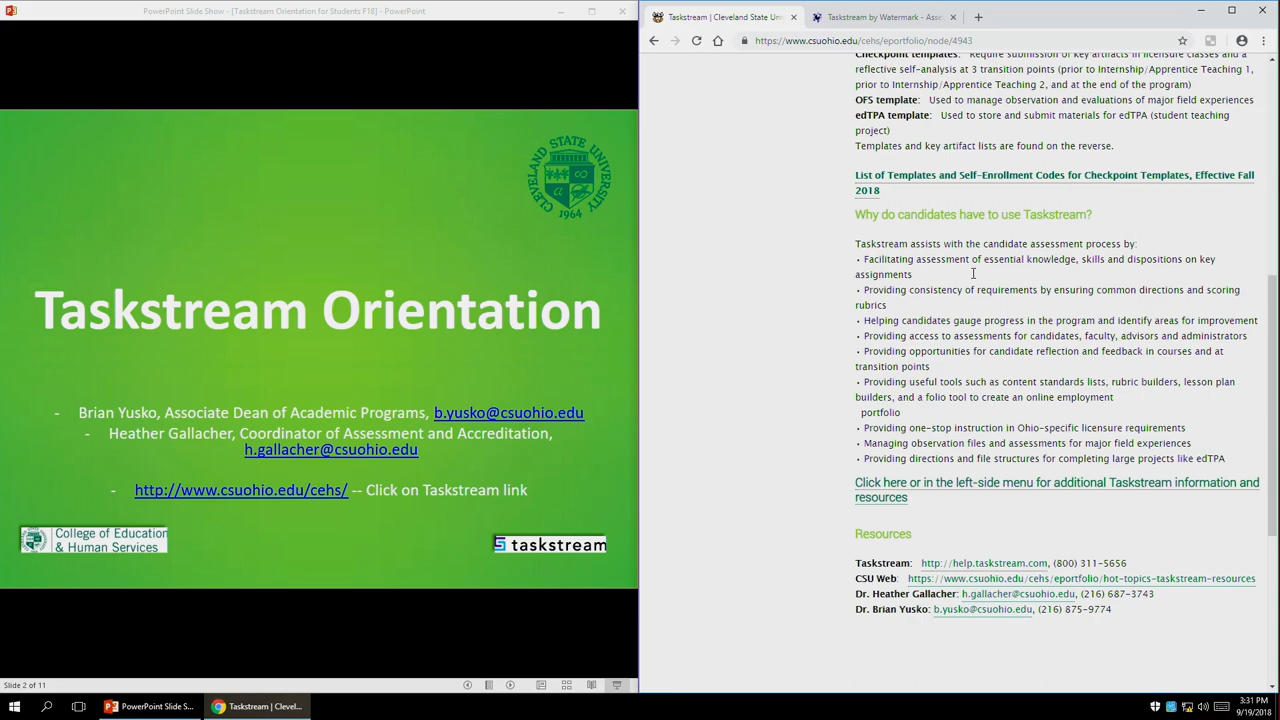 PowerPoint Slide Show - [Taskstream Orientation for Students F18] - PowerPoint
CLEVELAND STATE UNIVERSITY
1964
Taskstream Orientation
- Brian Yusko, Associate Dean of Academic Programs, b.yusko@csuohio.edu
- Heather Gallacher, Coordinator of Assessment and Accreditation,
h.gallacher@csuohio.edu
- http://www.csuohio.edu/cehs/ -- Click on Taskstream link
College of Education
& Human Services
taskstream
Slide 2 of 11
Taskstream | Cleveland State Uni
Taskstream by Watermark - Asse
https://www.csuohio.edu/cehs/eportfolio/node/4943
Checkpoint templates: Require submission of key artifacts in licensure classes and a
reflective self-analysis at 3 transition points (prior to Internship/Apprentice Teaching 1,
prior to Internship/Apprentice Teaching 2, and at the end of the program)
OFS template: Used to manage observation and evaluations of major field experiences
edTPA template: Used to store and submit materials for edTPA (student teaching
project)
Templates and key artifact lists are found on the reverse.
List of Templates and Self-Enrollment Codes for Checkpoint Templates, Effective Fall
2018
Why do candidates have to use Taskstream?
Taskstream assists with the candidate assessment process by:
• Facilitating assessment of essential knowledge, skills and dispositions on key
assignments
• Providing consistency of requirements by ensuring common directions and scoring
rubrics
• Helping candidates gauge progress in the program and identify areas for improvement
• Providing access to assessments for candidates, faculty, advisors and administrators
• Providing opportunities for candidate reflection and feedback in courses and at
transition points
• Providing useful tools such as content standards lists, rubric builders, lesson plan
builders, and a folio tool to create an online employment
portfolio
• Providing one-stop instruction in Ohio-specific licensure requirements
• Managing observation files and assessments for major field experiences
• Providing directions and file structures for completing large projects like edTPA
Click here or in the left-side menu for additional Taskstream information and
resources
Resources
Taskstream: http://help.taskstream.com, (800) 311-5656
CSU Web: https://www.csuohio.edu/cehs/eportfolio/hot-topics-taskstream-resources
Dr. Heather Gallacher: h.gallacher@csuohio.edu, (216) 687-3743
Dr. Brian Yusko: b.yusko@csuohio.edu, (216) 875-9774
PowerPoint Slide S...
Taskstream | Clevel...
3:31 PM
9/19/2018